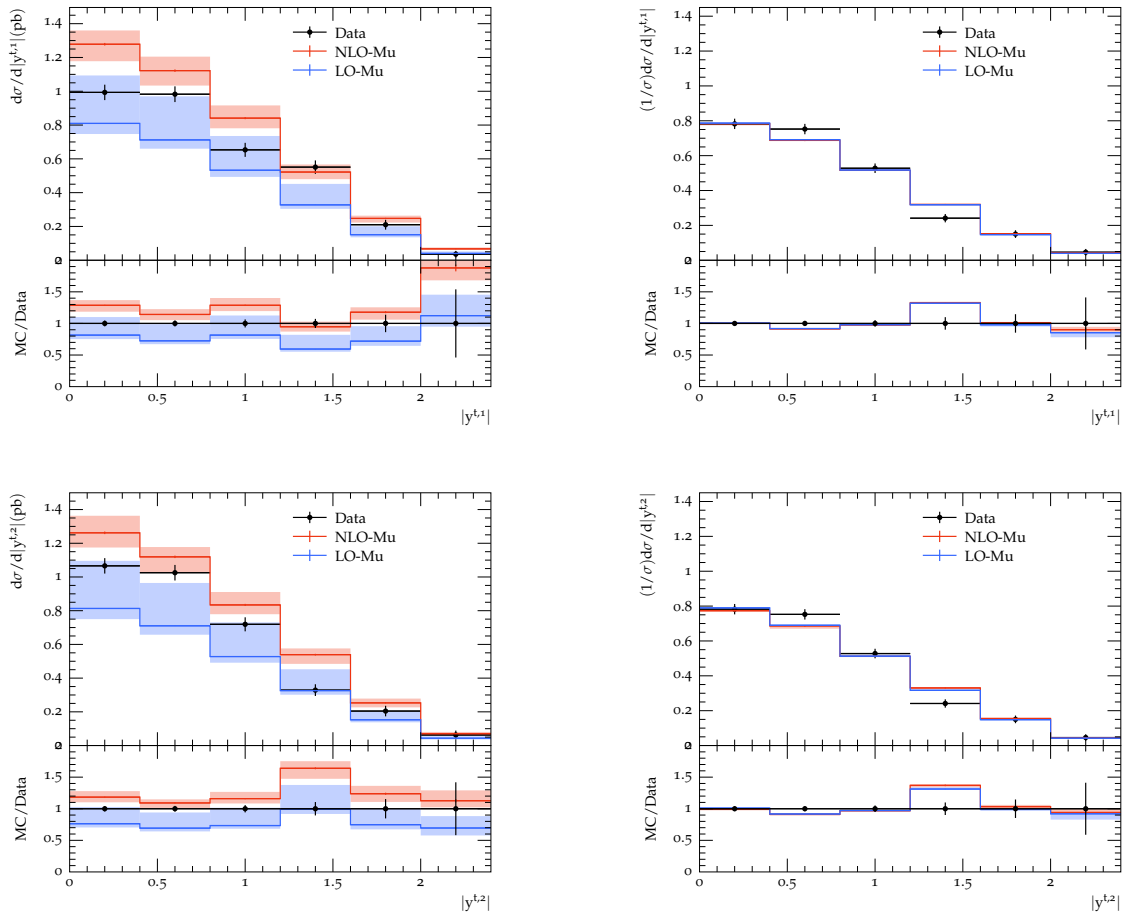 Data
NLO-Mu
LO-Mu
dσ/d|y^{t,1}|(pb)
1.4
1.2
1
0.8
0.6
0.4
0.2
0
2
MC/Data
1.5
1
0.5
0
0 0.5 1 1.5 2
|y^{t,1}|
Data
NLO-Mu
LO-Mu
(1/σ)dσ/d|y^{t,1}|
1.4
1.2
1
0.8
0.6
0.4
0.2
0
2
MC/Data
1.5
1
0.5
0
0 0.5 1 1.5 2
|y^{t,1}|
Data
NLO-Mu
LO-Mu
dσ/d|y^{t,2}|(pb)
1.4
1.2
1
0.8
0.6
0.4
0.2
0
2
MC/Data
1.5
1
0.5
0
0 0.5 1 1.5 2
|y^{t,2}|
Data
NLO-Mu
LO-Mu
(1/σ)dσ/d|y^{t,2}|
1.4
1.2
1
0.8
0.6
0.4
0.2
0
2
MC/Data
1.5
1
0.5
0
0 0.5 1 1.5 2
|y^{t,2}|